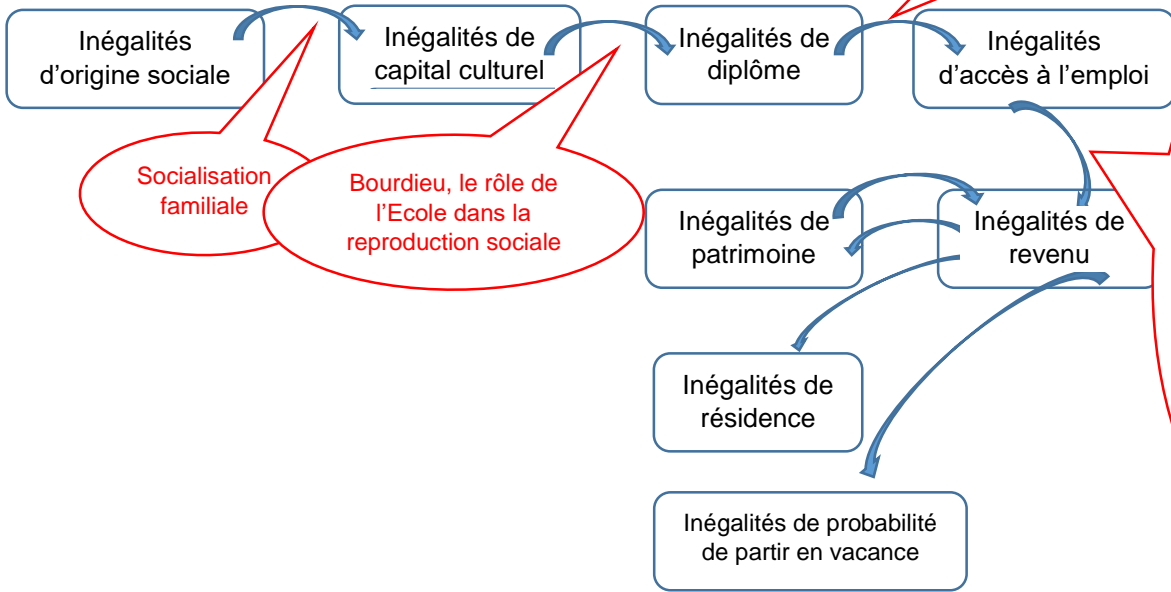 Inégalités
d'origine sociale
Inégalités de
capital culturel
Inégalités de
diplôme
Inégalités
d'accès à l'emploi
Socialisation
familiale
Bourdieu, le rôle de
l'Ecole dans la
reproduction sociale
Inégalités de
patrimoine
Inégalités de
revenu
Inégalités de
résidence
Inégalités de probabilité
de partir en vacance